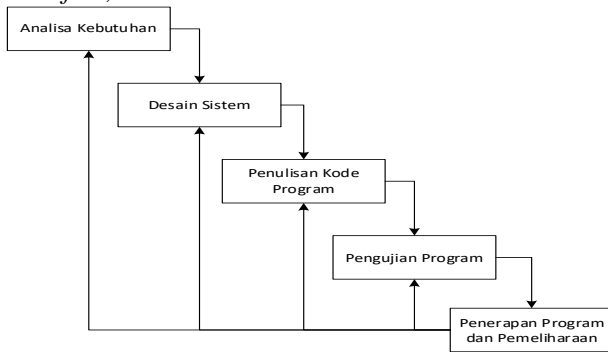 Analisa Kebutuhan
Desain Sistem
Penulisan Kode
Program
Pengujian Program
Penerapan Program
dan Pemeliharaan